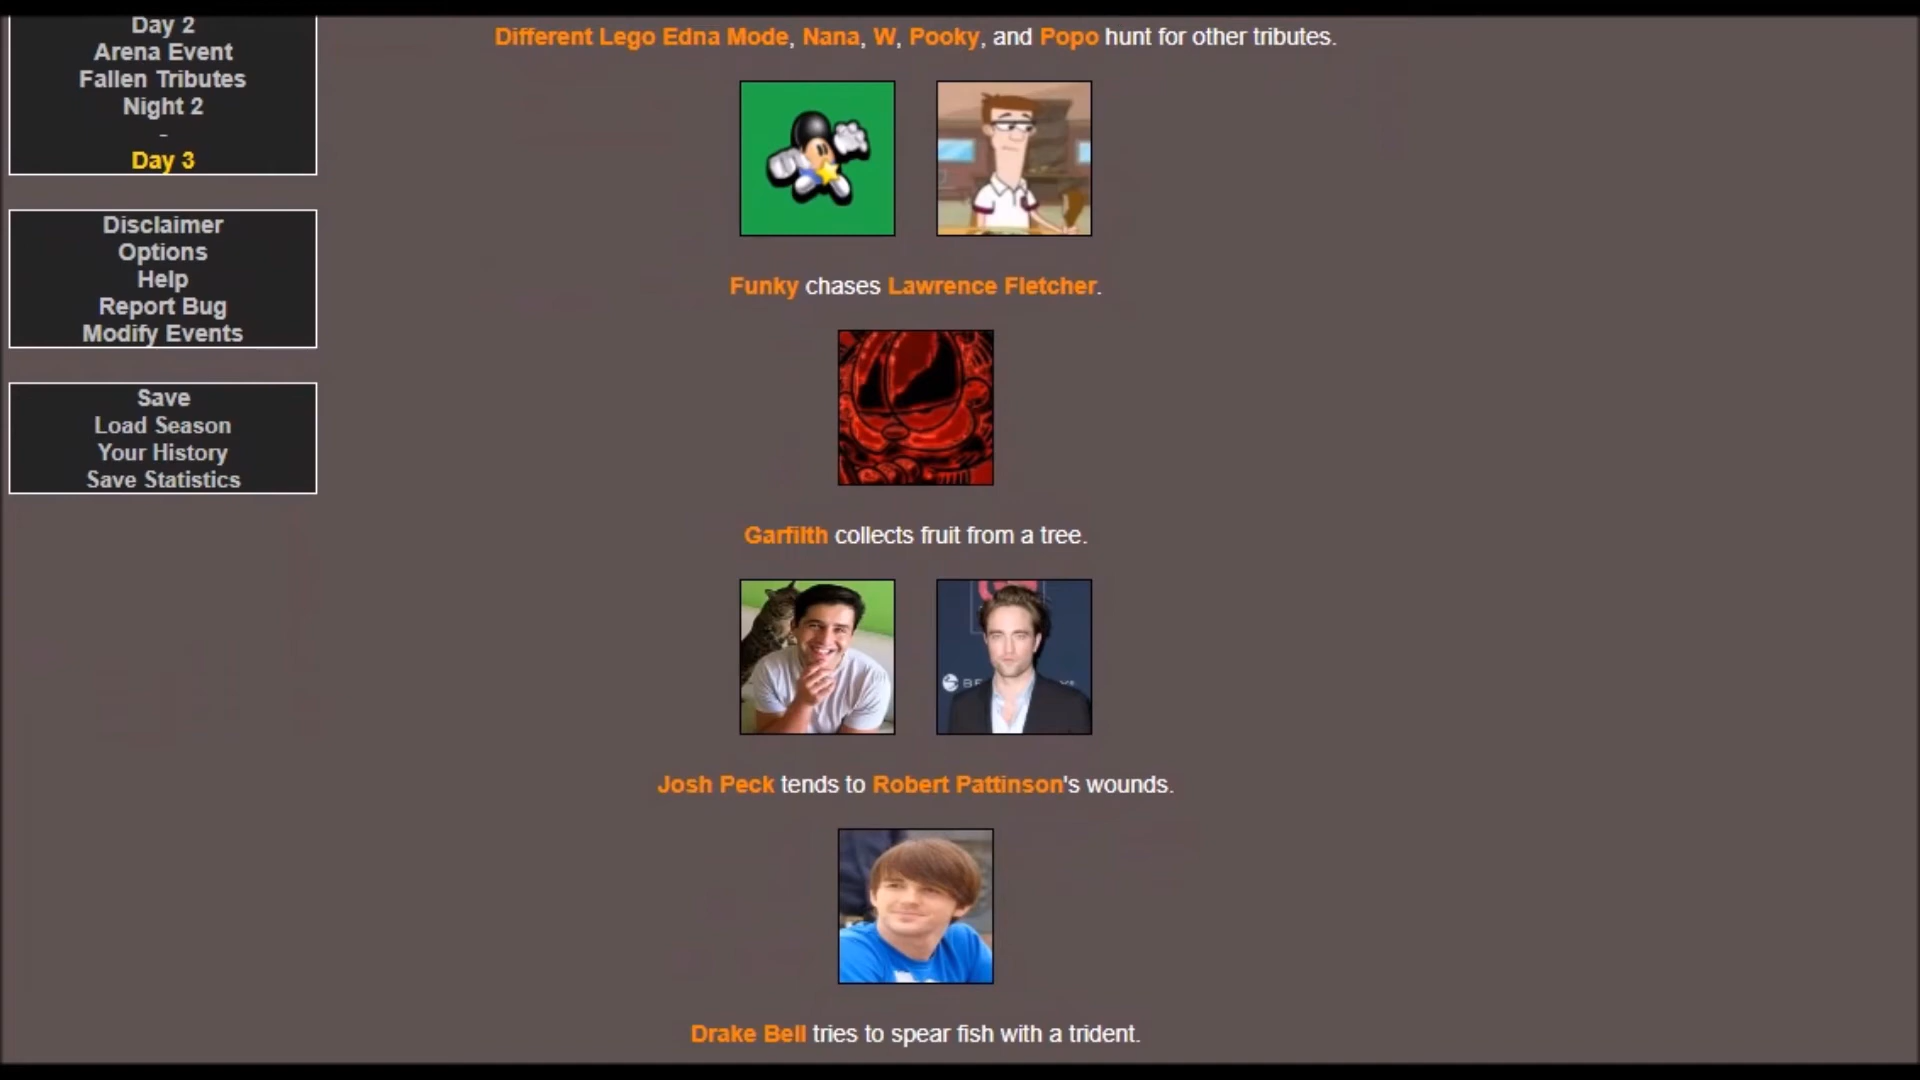 Day 2
Arena Event
Fallen Tributes
Night 2
-
Day 3
Disclaimer
Options
Help
Report Bug
Modify Events
Save
Load Season
Your History
Save Statistics
Different Lego Edna Mode, Nana, W, Pooky, and Popo hunt for other tributes.
Funky chases Lawrence Fletcher.
Garfilth collects fruit from a tree.
Josh Peck tends to Robert Pattinson's wounds.
Drake Bell tries to spear fish with a trident.